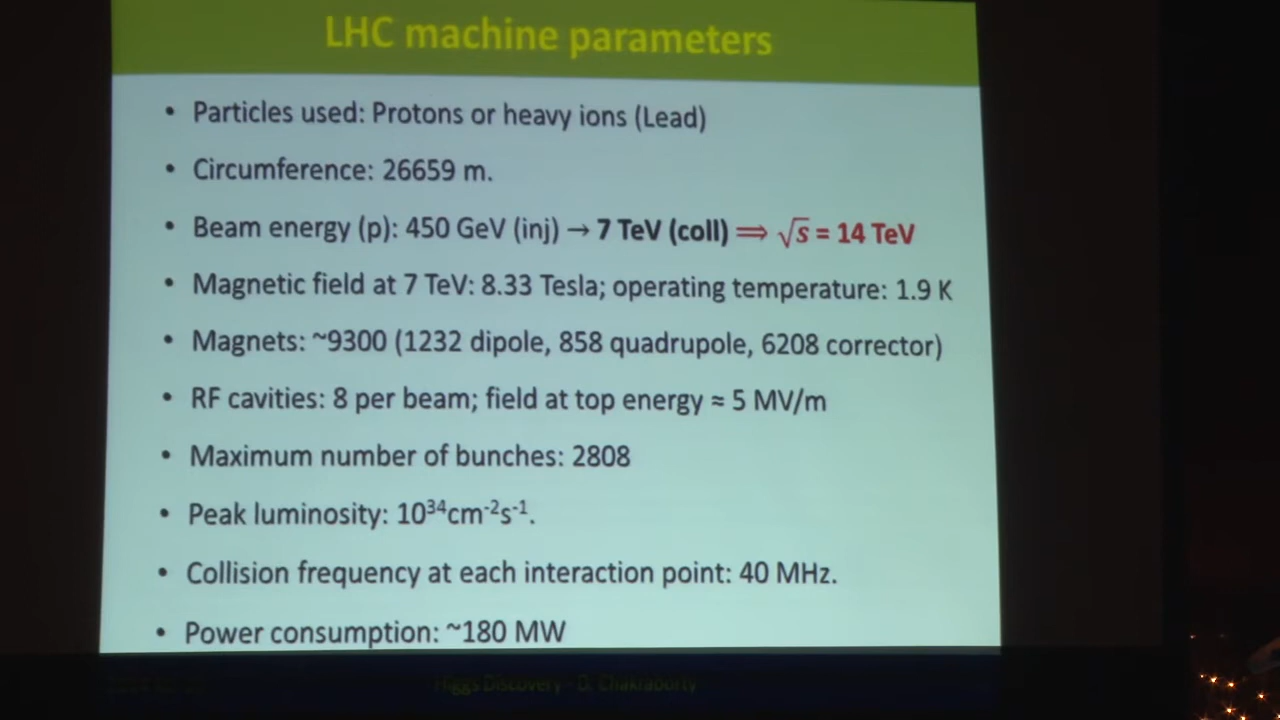 LHC machine parameters
• Particles used: Protons or heavy ions (Lead)
• Circumference: 26659 m.
• Beam energy (p): 450 GeV (inj) → 7 TeV (coll) ⟹ √s = 14 TeV
• Magnetic field at 7 TeV: 8.33 Tesla; operating temperature: 1.9 K
• Magnets: ~9300 (1232 dipole, 858 quadrupole, 6208 corrector)
• RF cavities: 8 per beam; field at top energy ≈ 5 MV/m
• Maximum number of bunches: 2808
• Peak luminosity: 10³⁴cm⁻²s⁻¹.
• Collision frequency at each interaction point: 40 MHz.
• Power consumption: ~180 MW
Higgs Discovery - D. Chakraborty